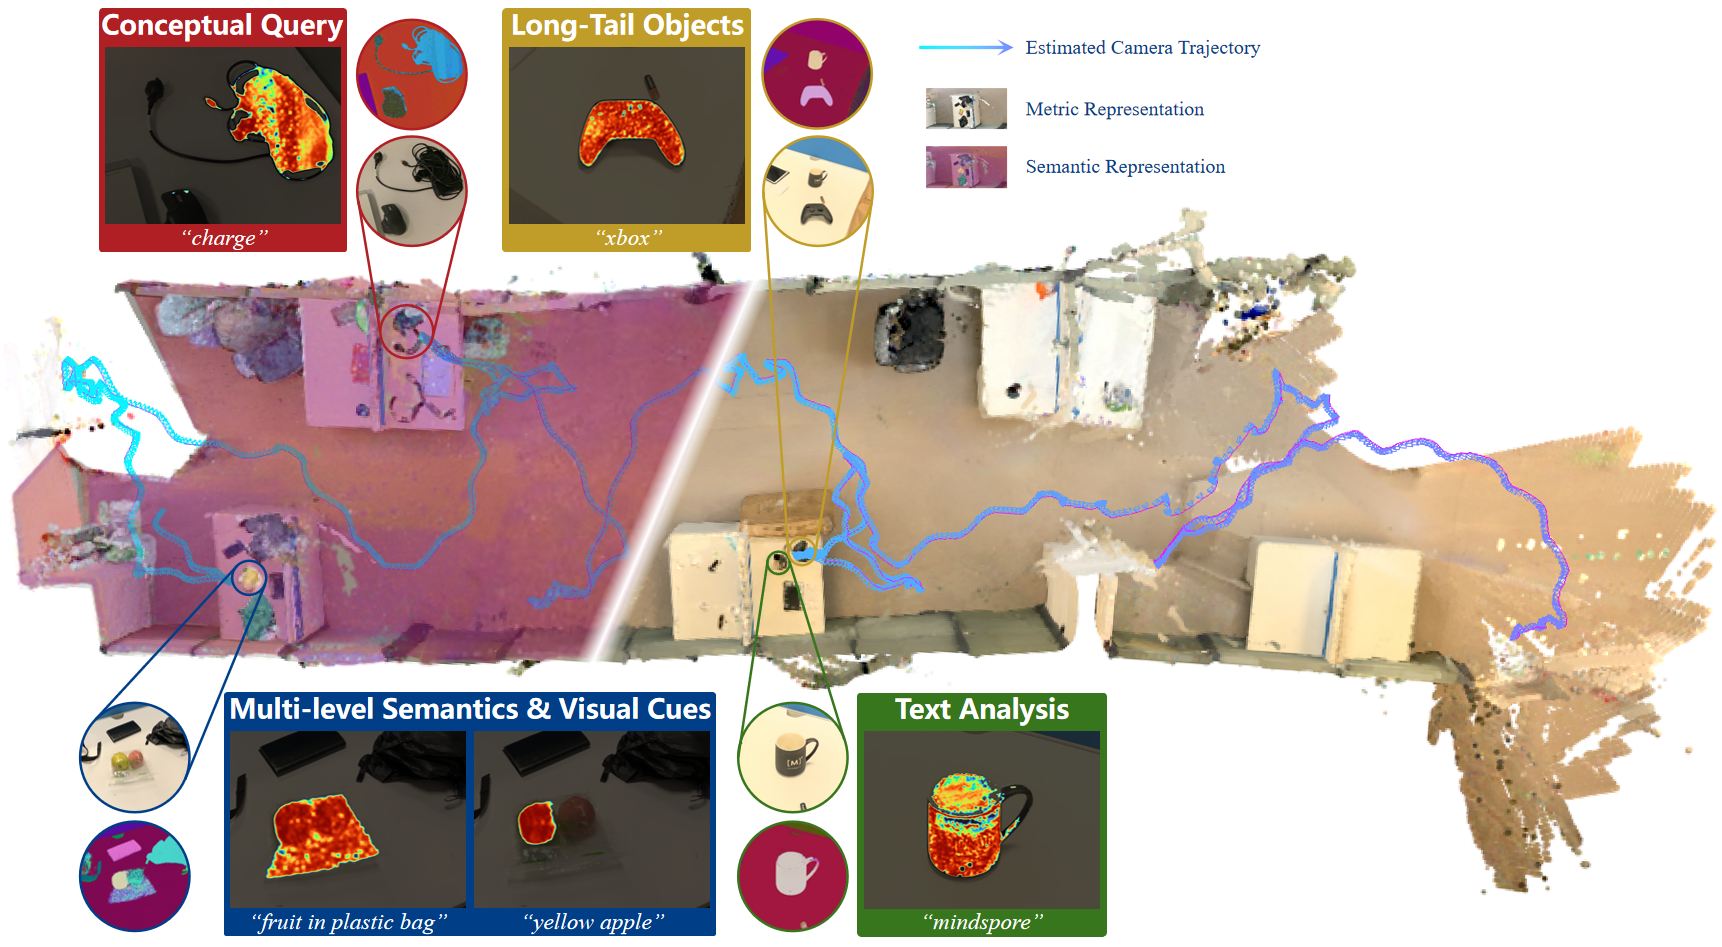 Conceptual Query
“charge”
Long-Tail Objects
“xbox”
Estimated Camera Trajectory
Metric Representation
Semantic Representation
Multi-level Semantics & Visual Cues
“fruit in plastic bag”
“yellow apple”
[M]
Text Analysis
“mindspore”